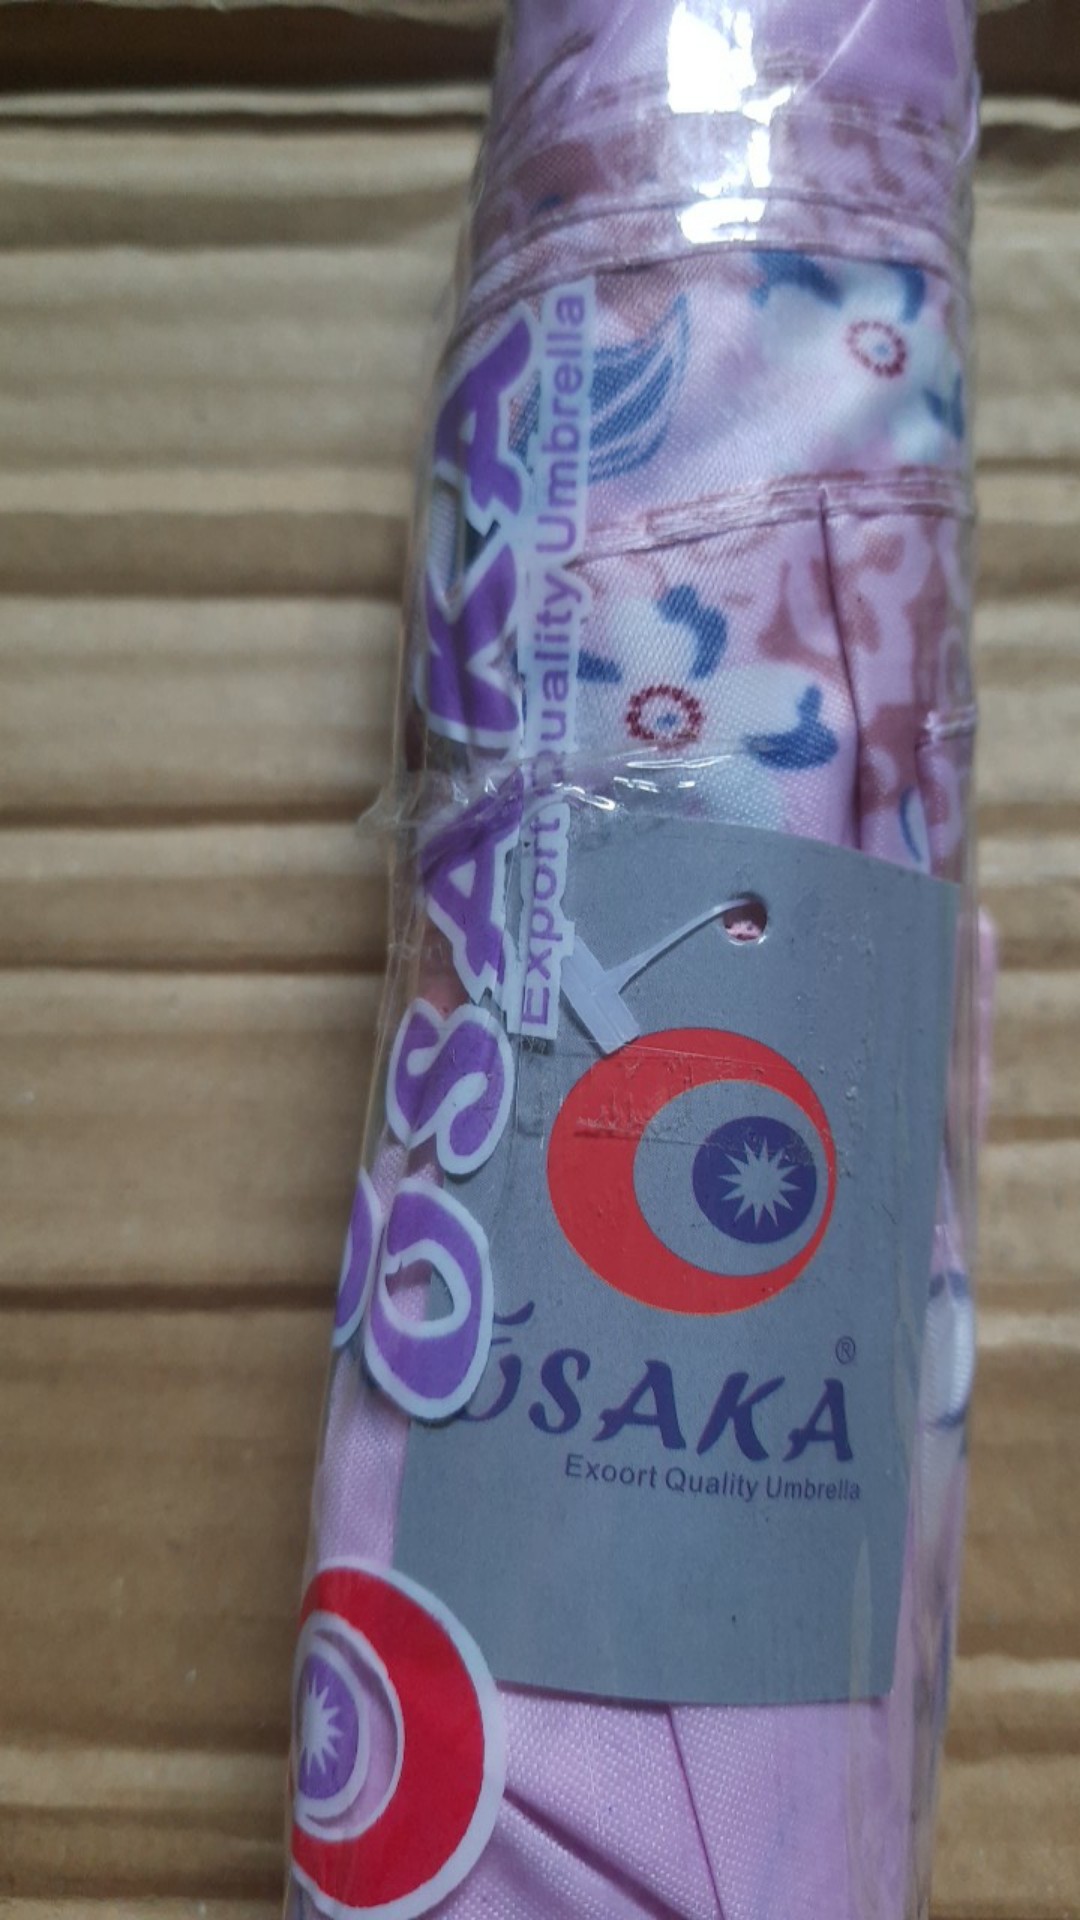 OSAKA
Export Quality Umbrella
OSAKA ®
Exoort Quality Umbrella